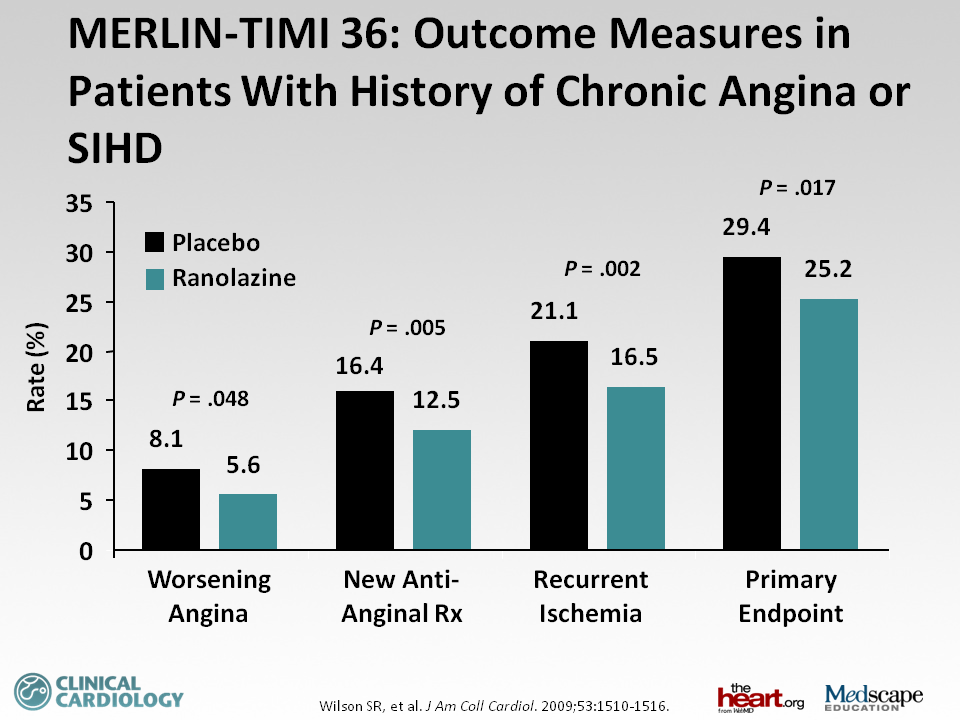 MERLIN-TIMI 36: Outcome Measures in
Patients With History of Chronic Angina or
SIHD
Rate (%)
35
30
25
20
15
10
5
0
Placebo
Ranolazine
P = .048
8.1
5.6
P = .005
16.4
12.5
P = .002
21.1
16.5
P = .017
29.4
25.2
Worsening
Angina
New Anti-
Anginal Rx
Recurrent
Ischemia
Primary
Endpoint
CLINICAL
CARDIOLOGY
Wilson SR, et al. J Am Coll Cardiol. 2009;53:1510-1516.
the
heart.org
from WebMD
Medscape
EDUCATION